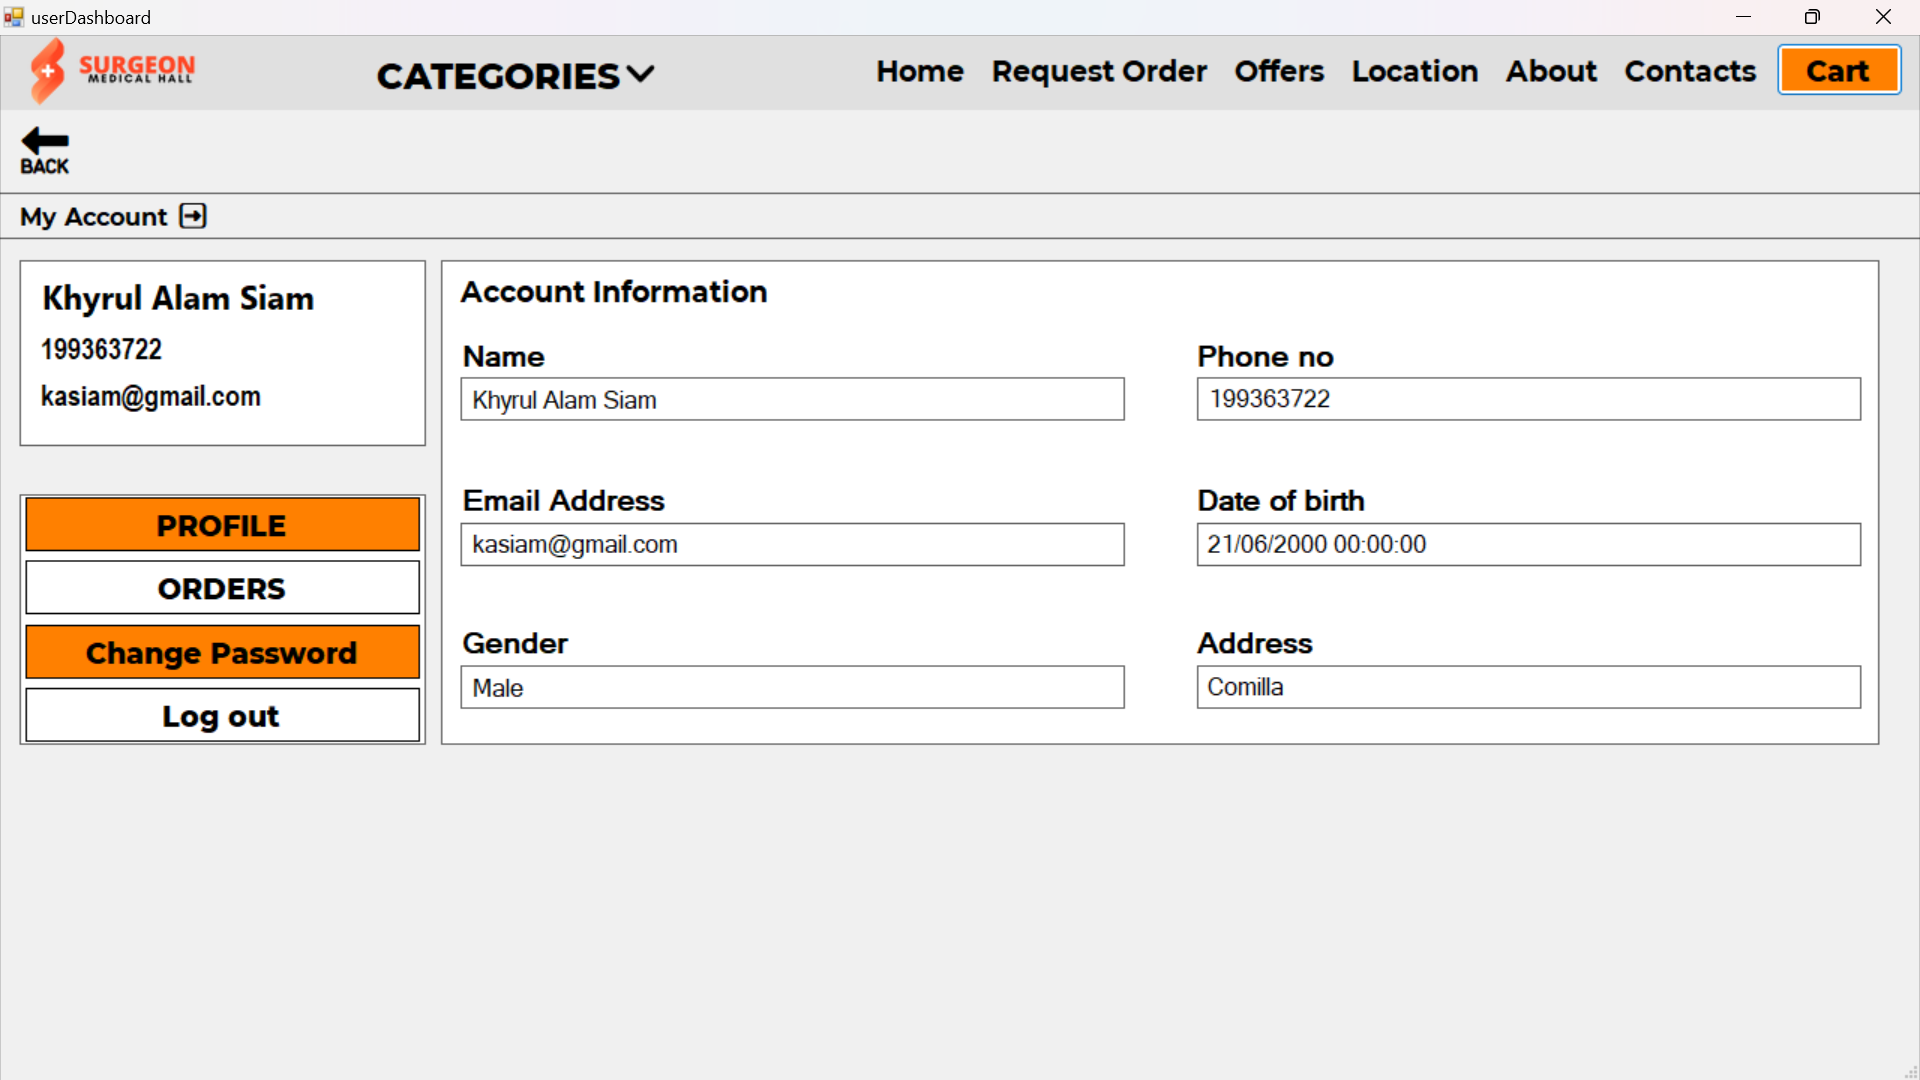 userDashboard
SURGEON
MEDICAL HALL
CATEGORIES
Home Request Order Offers Location About Contacts Cart
BACK
My Account
Khyrul Alam Siam
199363722
kasiam@gmail.com
PROFILE
ORDERS
Change Password
Log out
Account Information
Name
Khyrul Alam Siam
Phone no
199363722
Email Address
kasiam@gmail.com
Date of birth
21/06/2000 00:00:00
Gender
Male
Address
Comilla